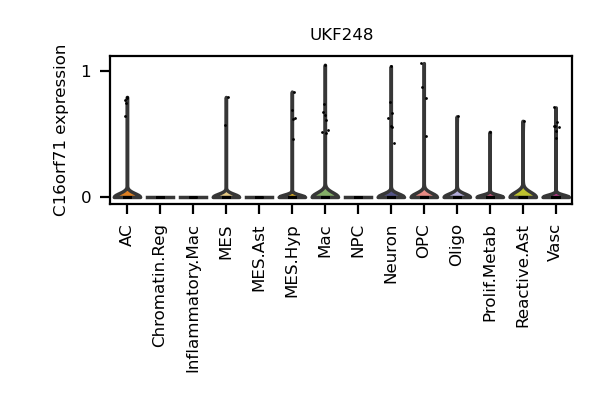 UKF248
C16orf71 expression
1
0
AC
Chromatin.Reg
Inflammatory.Mac
MES
MES.Ast
MES.Hyp
Mac
NPC
Neuron
OPC
Oligo
Prolif.Metab
Reactive.Ast
Vasc